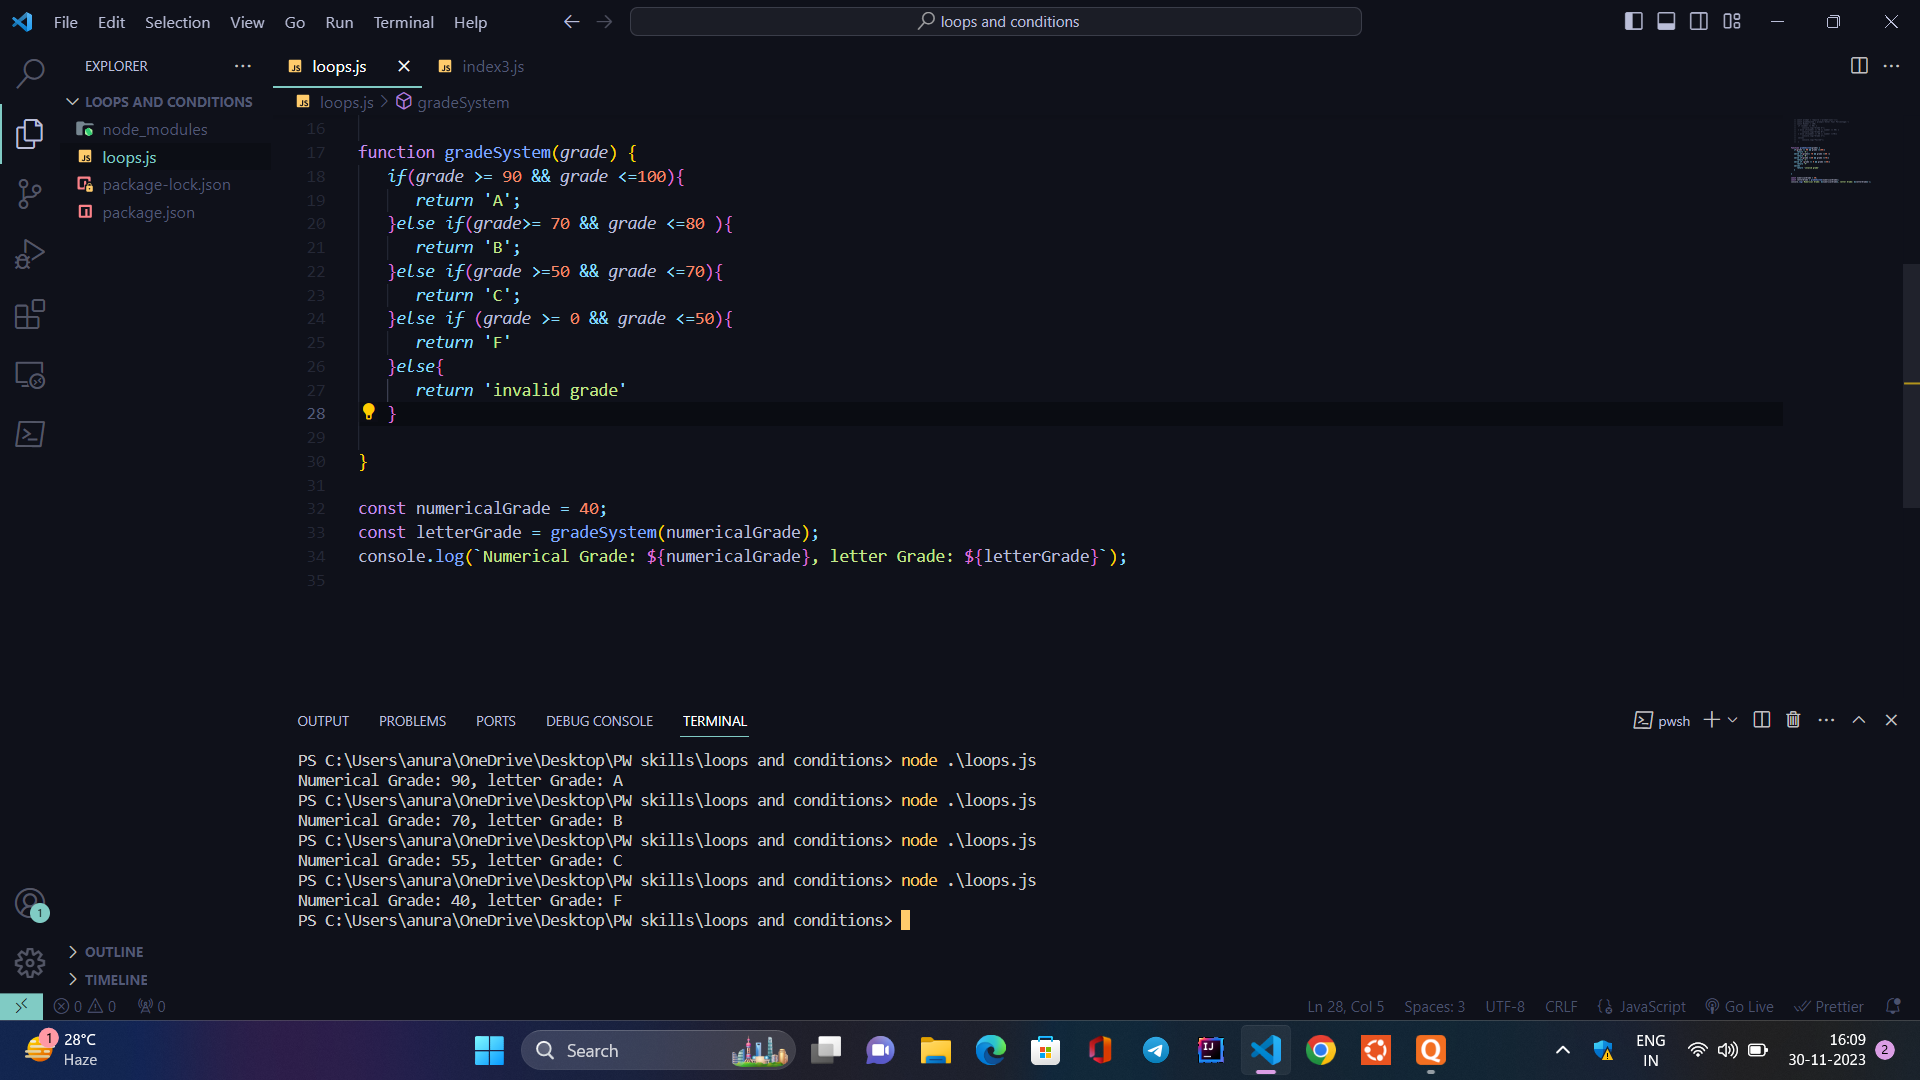 File Edit Selection View Go Run Terminal Help
loops and conditions
EXPLORER
loops.js
index3.js
LOOPS AND CONDITIONS
node_modules
loops.js
package-lock.json
package.json
loops.js > gradeSystem
16
17 function gradeSystem(grade) {
18 if(grade >= 90 && grade <=100){
19 return 'A';
20 }else if(grade>= 70 && grade <=80 ){
21 return 'B';
22 }else if(grade >=50 && grade <=70){
23 return 'C';
24 }else if (grade >= 0 && grade <=50){
25 return 'F'
26 }else{
27 return 'invalid grade'
28 }
29
30 }
31
32 const numericalGrade = 40;
33 const letterGrade = gradeSystem(numericalGrade);
34 console.log(`Numerical Grade: ${numericalGrade}, letter Grade: ${letterGrade}`);
35
OUTPUT PROBLEMS PORTS DEBUG CONSOLE TERMINAL
pwsh
PS C:\Users\anura\OneDrive\Desktop\PW skills\loops and conditions> node .\loops.js
Numerical Grade: 90, letter Grade: A
PS C:\Users\anura\OneDrive\Desktop\PW skills\loops and conditions> node .\loops.js
Numerical Grade: 70, letter Grade: B
PS C:\Users\anura\OneDrive\Desktop\PW skills\loops and conditions> node .\loops.js
Numerical Grade: 55, letter Grade: C
PS C:\Users\anura\OneDrive\Desktop\PW skills\loops and conditions> node .\loops.js
Numerical Grade: 40, letter Grade: F
PS C:\Users\anura\OneDrive\Desktop\PW skills\loops and conditions>
1
OUTLINE
TIMELINE
0 0 0
Ln 28, Col 5 Spaces: 3 UTF-8 CRLF JavaScript Go Live Prettier
1 28°C
Haze
Search
ENG
IN
16:09
30-11-2023
2